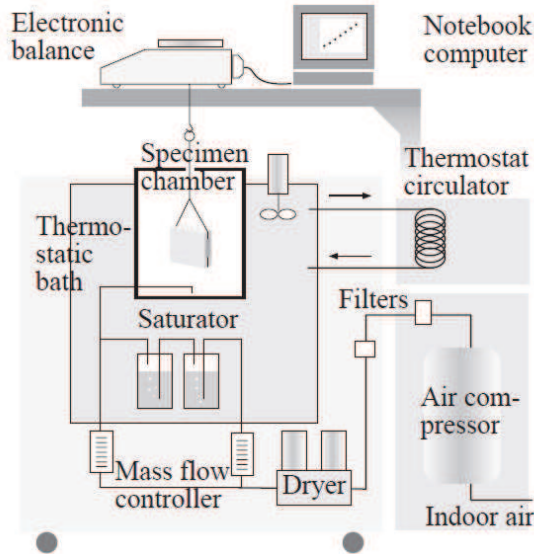 Electronic
balance
Notebook
computer
Specimen
chamber
Thermostat
circulator
Thermo-
static
bath
Filters
Saturator
Air com-
pressor
Mass flow
controller
Dryer
Indoor air